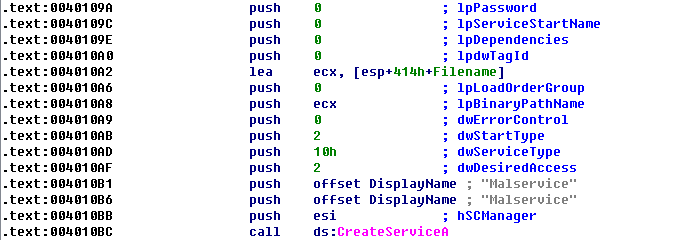 .text:0040109A push 0 ; lpPassword
.text:0040109C push 0 ; lpServiceStartName
.text:0040109E push 0 ; lpDependencies
.text:004010A0 push 0 ; lpdwTagId
.text:004010A2 lea ecx, [esp+414h+Filename]
.text:004010A6 push 0 ; lpLoadOrderGroup
.text:004010A8 push ecx ; lpBinaryPathName
.text:004010A9 push 0 ; dwErrorControl
.text:004010AB push 2 ; dwStartType
.text:004010AD push 10h ; dwServiceType
.text:004010AF push 2 ; dwDesiredAccess
.text:004010B1 push offset DisplayName ; "Malservice"
.text:004010B6 push offset DisplayName ; "Malservice"
.text:004010BB push esi ; hSCManager
.text:004010BC call ds:CreateServiceA